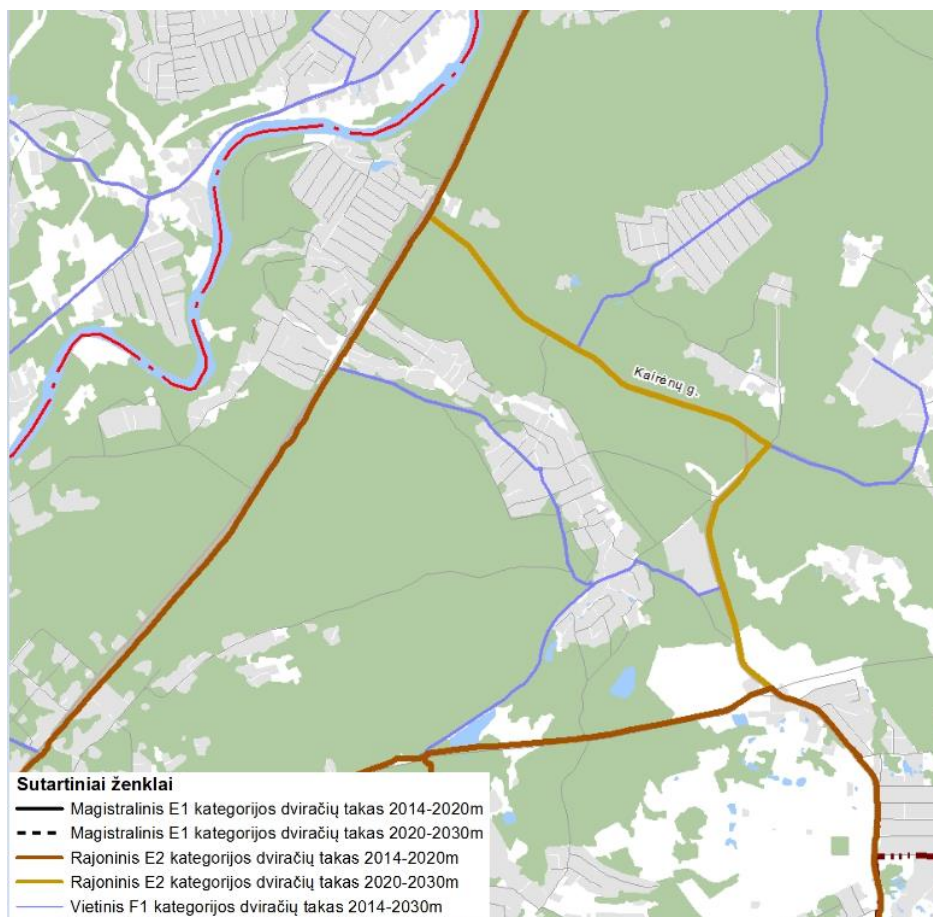 Kairėnų g.
Sutartiniai ženklai
Magistralinis E1 kategorijos dviračių takas 2014-2020m
Magistralinis E1 kategorijos dviračių takas 2020-2030m
Rajoninis E2 kategorijos dviračių takas 2014-2020m
Rajoninis E2 kategorijos dviračių takas 2020-2030m
Vietinis F1 kategorijos dviračių takas 2014-2030m